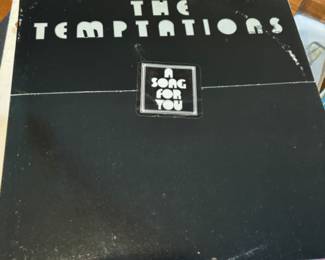 THE
TEMPTATIONS
A
SONG
FOR
YOU